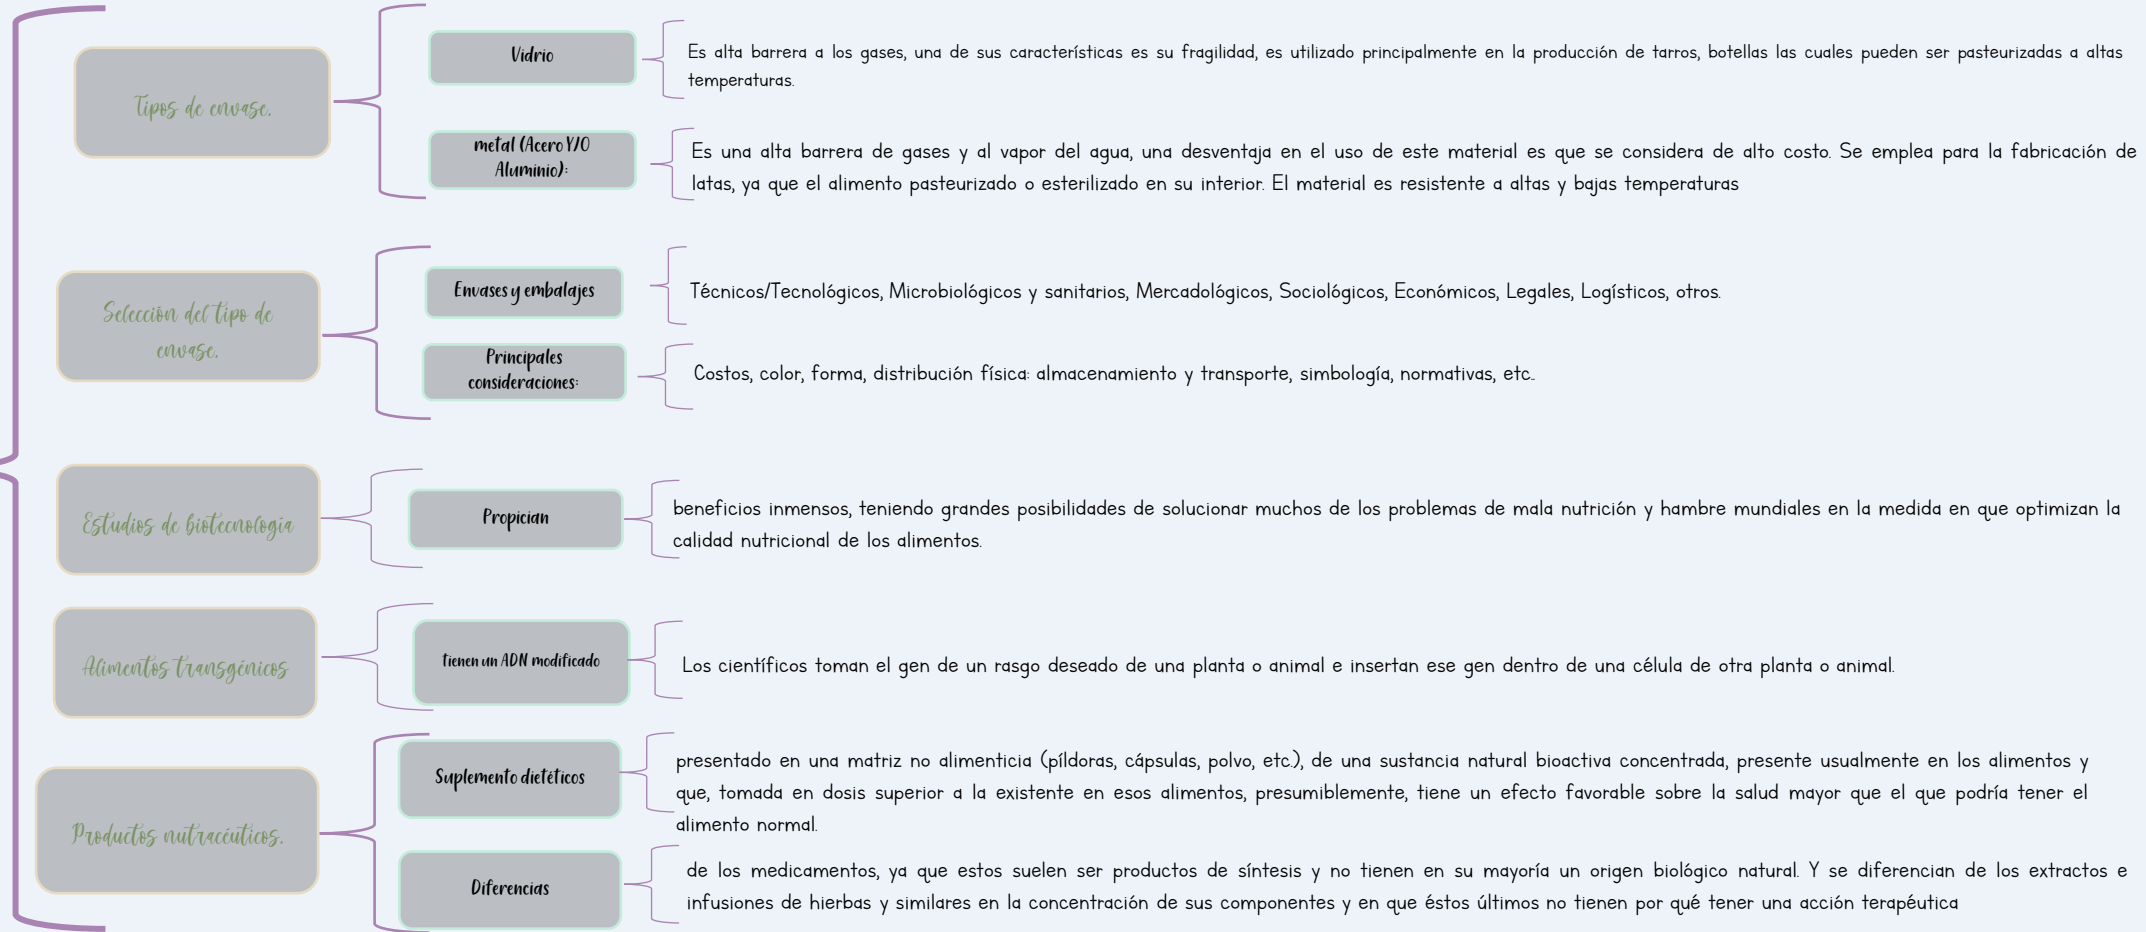 Tipos de envase.
Vidrio
Es alta barrera a los gases, una de sus características es su fragilidad, es utilizado principalmente en la producción de tarros, botellas las cuales pueden ser pasteurizadas a altas
temperaturas.
metal (Acero Y/O
Aluminio):
Es una alta barrera de gases y al vapor del agua, una desventaja en el uso de este material es que se considera de alto costo. Se emplea para la fabricación de
latas, ya que el alimento pasteurizado o esterilizado en su interior. El material es resistente a altas y bajas temperaturas
Selección del tipo de
envase.
Envases y embalajes
Técnicos/Tecnológicos, Microbiológicos y sanitarios, Mercadológicos, Sociológicos, Económicos, Legales, Logísticos, otros.
Principales
consideraciones:
Costos, color, forma, distribución física: almacenamiento y transporte, simbología, normativas, etc..
Estudios de biotecnología
Propician
beneficios inmensos, teniendo grandes posibilidades de solucionar muchos de los problemas de mala nutrición y hambre mundiales en la medida en que optimizan la
calidad nutricional de los alimentos.
Alimentos transgénicos
tienen un ADN modificado
Los científicos toman el gen de un rasgo deseado de una planta o animal e insertan ese gen dentro de una célula de otra planta o animal.
Productos nutracéuticos.
Suplemento dietéticos
presentado en una matriz no alimenticia (píldoras, cápsulas, polvo, etc.), de una sustancia natural bioactiva concentrada, presente usualmente en los alimentos y
que, tomada en dosis superior a la existente en esos alimentos, presumiblemente, tiene un efecto favorable sobre la salud mayor que el que podría tener el
alimento normal.
Diferencias
de los medicamentos, ya que estos suelen ser productos de síntesis y no tienen en su mayoría un origen biológico natural. Y se diferencian de los extractos e
infusiones de hierbas y similares en la concentración de sus componentes y en que éstos últimos no tienen por qué tener una acción terapéutica